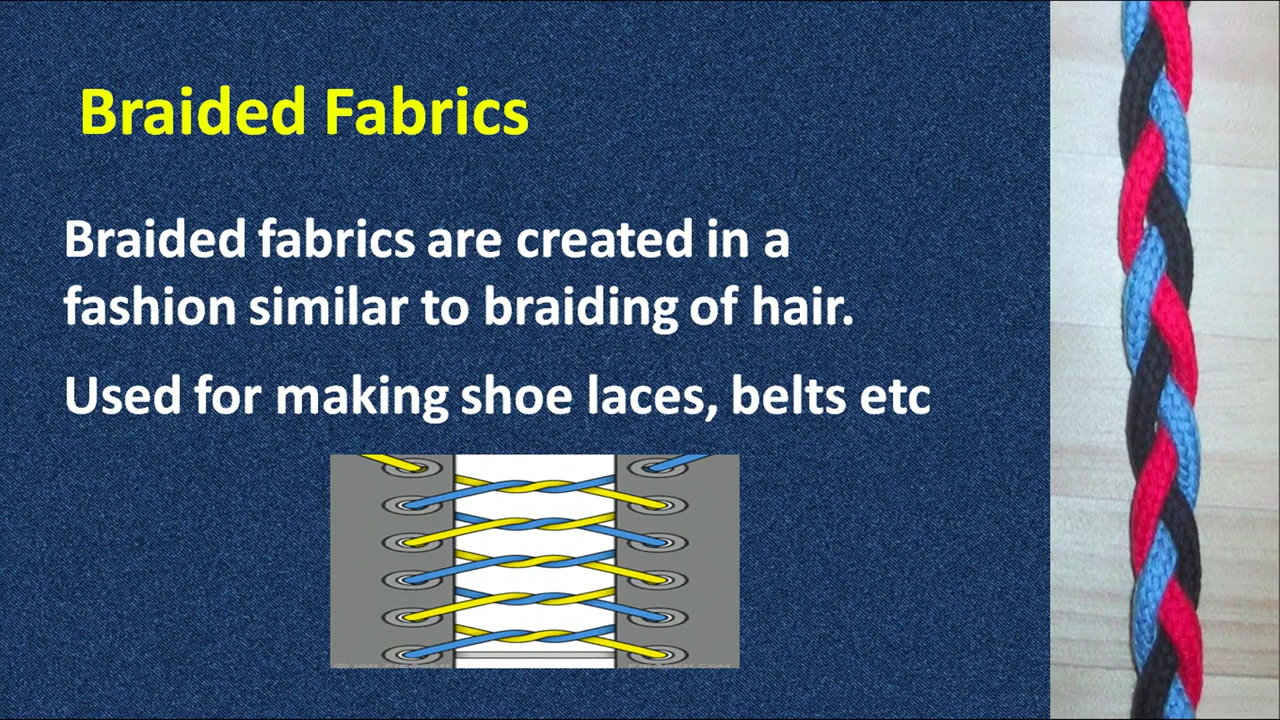 Braided Fabrics
Braided fabrics are created in a
fashion similar to braiding of hair.
Used for making shoe laces, belts etc